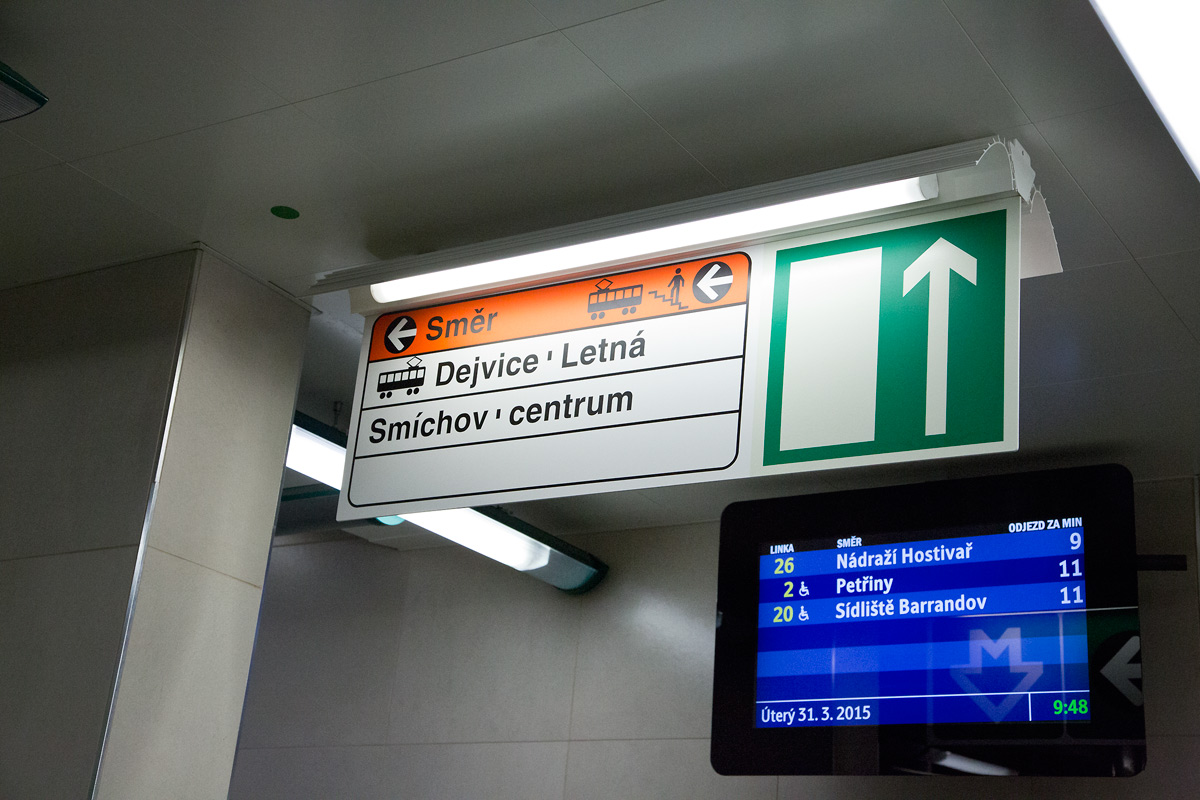 Směr
Dejvice ' Letná
Smíchov ' centrum
LINKA SMĚR ODJEZD ZA MIN
26 Nádraží Hostivař 9
2 Petřiny 11
20 Sídliště Barrandov 11
M
Úterý 31. 3. 2015 9:48